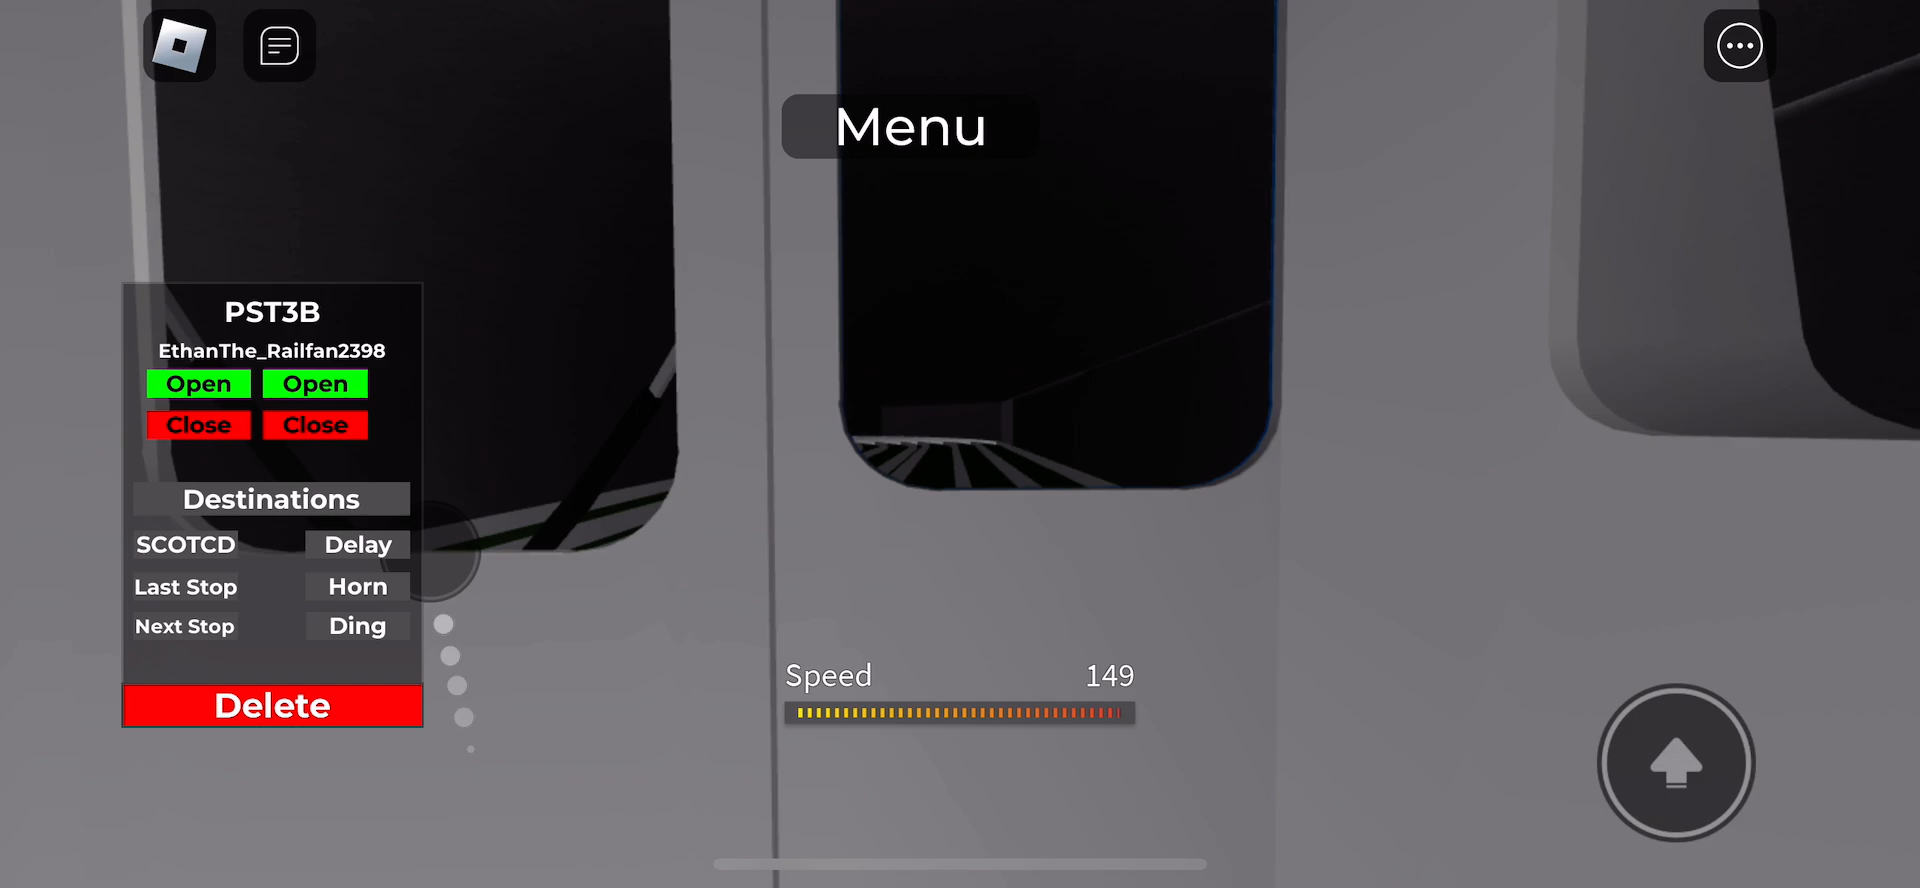 Menu
PST3B
EthanThe_Railfan2398
Open Open
Close Close
Destinations
SCOTCD Delay
Last Stop Horn
Next Stop Ding
Delete
Speed 149